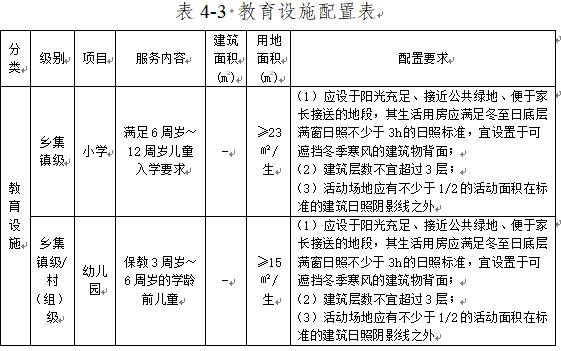 表 4-3·教育设施配置表
分类 级别 项目 服务内容 建筑面积(㎡) 用地面积(㎡) 配置要求
教育设施
乡集镇级
小学
满足 6 周岁～
12 周岁儿童
入学要求
-
≥23
㎡/
生
（1）应设于阳光充足、接近公共绿地、便于家
长接送的地段，其生活用房应满足冬至日底层
满窗日照不少于 3h的日照标准，宜设置于可
遮挡冬季寒风的建筑物背面；
（2）建筑层数不宜超过 3 层；
（3）活动场地应有不少于 1/2 的活动面积在标
准的建筑日照阴影线之外
乡集
镇级/
村
（组）
级
幼儿园
保教 3 周岁～
6 周岁的学龄
前儿童
-
≥15
㎡/
生
（1）应设于阳光充足、接近公共绿地、便于家
长接送的地段，其生活用房应满足冬至日底层
满窗日照不少于 3h的日照标准，宜设置于可
遮挡冬季寒风的建筑物背面；
（2）建筑层数不宜超过 3 层；
（3）活动场地应有不少于 1/2 的活动面积在标
准的建筑日照阴影线之外